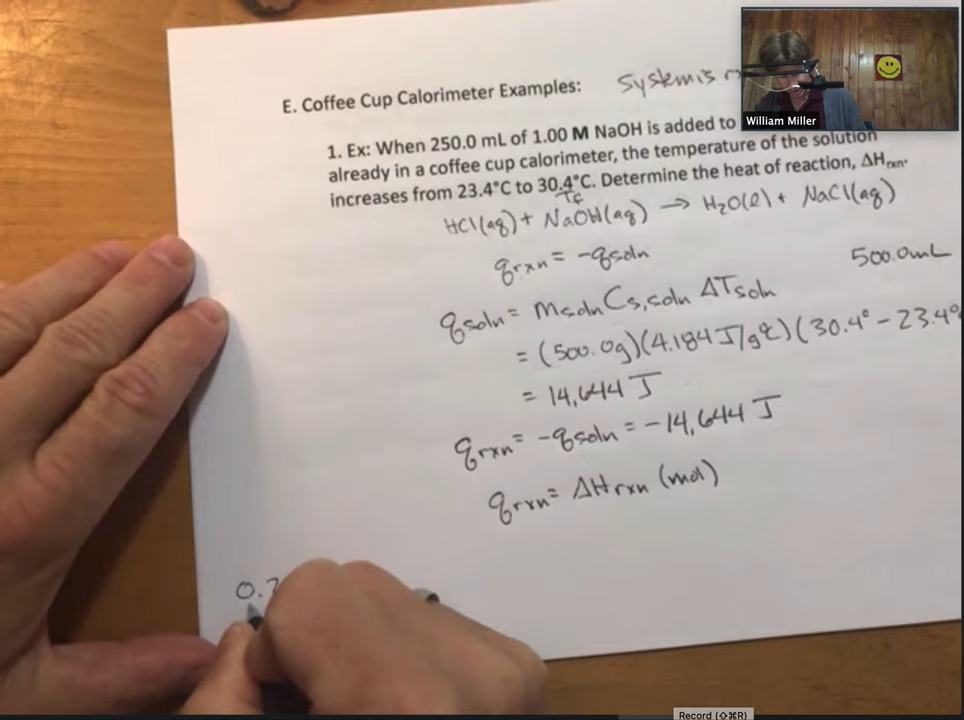 E. Coffee Cup Calorimeter Examples: System is
William Miller
1. Ex: When 250.0 mL of 1.00 M NaOH is added to
already in a coffee cup calorimeter, the temperature of the solution
increases from 23.4°C to 30.4°C. Determine the heat of reaction, ΔHrxn.
HCl(aq) + NaOH(aq) → H₂O(l) + NaCl(aq)
qrxn = -qsoln 500.0mL
qsoln = msoln Cs,soln ΔTsoln
= (500.0g)(4.184 J/g°C)(30.4° - 23.4°
= 14,644 J
qrxn = -qsoln = -14,644 J
qrxn = ΔHrxn (mol)
0.2
Record (⇧⌘R)